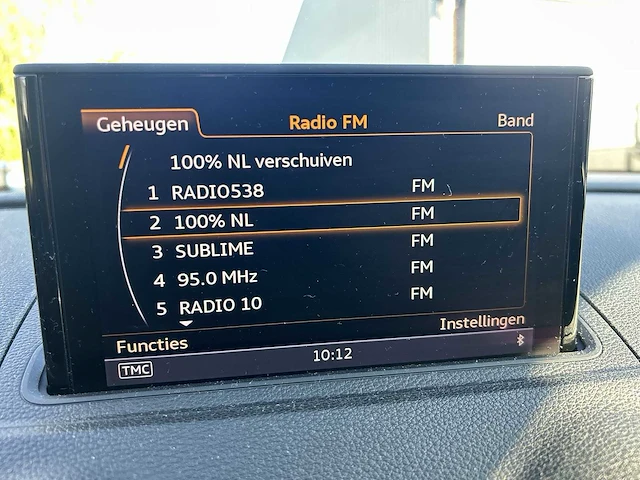 Geheugen Radio FM Band
100% NL verschuiven
1 RADIO538 FM
2 100% NL FM
3 SUBLIME FM
4 95.0 MHz FM
5 RADIO 10 FM
Functies Instellingen
TMC 10:12